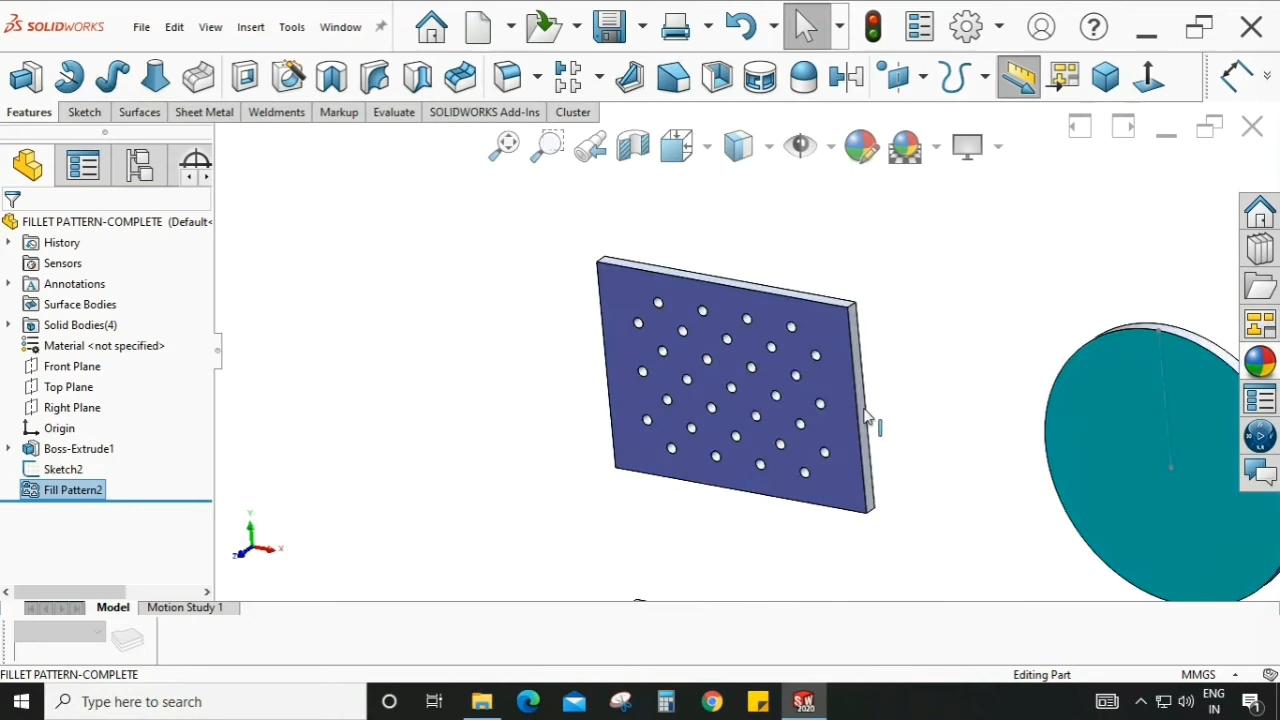 SOLIDWORKS File Edit View Insert Tools Window
Features Sketch Surfaces Sheet Metal Weldments Markup Evaluate SOLIDWORKS Add-Ins Cluster
FILLET PATTERN-COMPLETE (Default<
History
Sensors
Annotations
Surface Bodies
Solid Bodies(4)
Material <not specified>
Front Plane
Top Plane
Right Plane
Origin
Boss-Extrude1
Sketch2
Fill Pattern2
Y
X
Z
Model Motion Study 1
FILLET PATTERN-COMPLETE Editing Part MMGS
Type here to search
SW
2020
ENG
IN
1